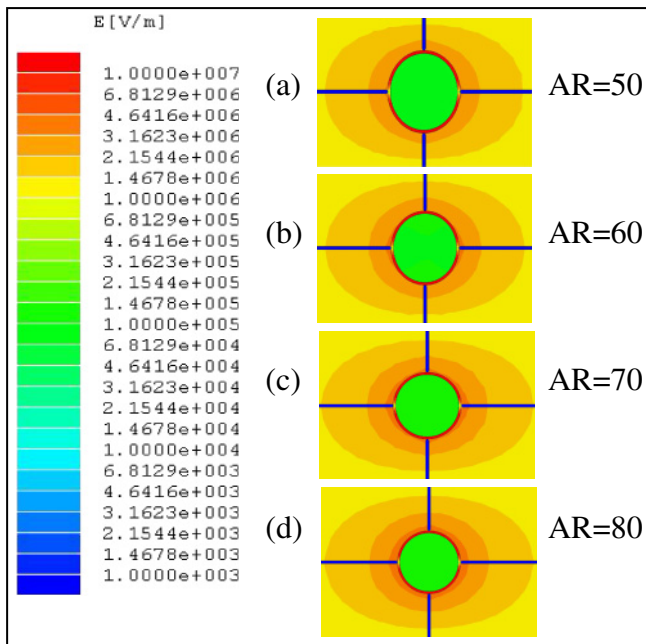 E[V/m]
1.0000e+007
6.8129e+006
4.6416e+006
3.1623e+006
2.1544e+006
1.4678e+006
1.0000e+006
6.8129e+005
4.6416e+005
3.1623e+005
2.1544e+005
1.4678e+005
1.0000e+005
6.8129e+004
4.6416e+004
3.1623e+004
2.1544e+004
1.4678e+004
1.0000e+004
6.8129e+003
4.6416e+003
3.1623e+003
2.1544e+003
1.4678e+003
1.0000e+003
(a) AR=50
(b) AR=60
(c) AR=70
(d) AR=80